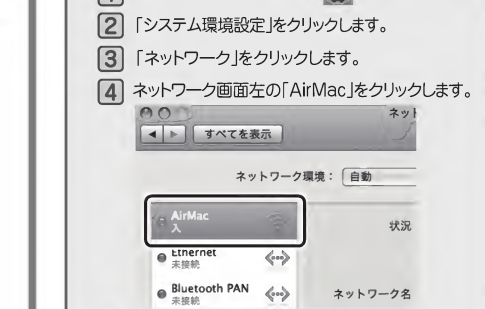 2 「システム環境設定」をクリックします。
3 「ネットワーク」をクリックします。
4 ネットワーク画面左の「AirMac」をクリックします。
ネット
すべてを表示
ネットワーク環境： 自動
AirMac
入
状況
Ethernet
未接続
Bluetooth PAN
未接続
ネットワーク名